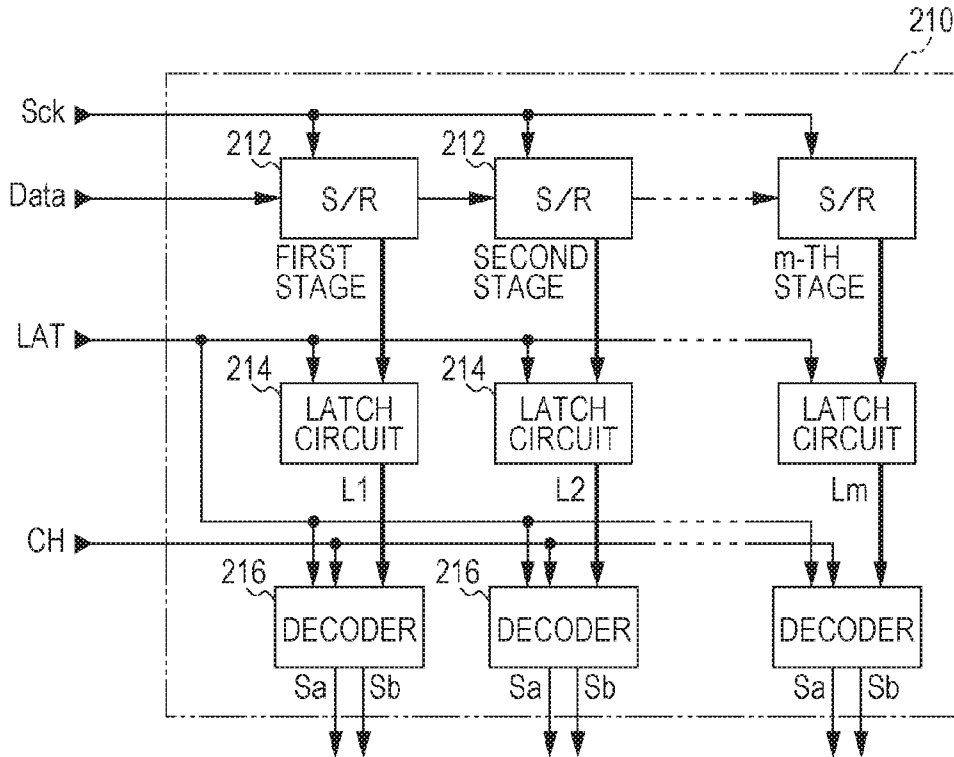 210
Sck
212
212
Data
S/R
S/R
S/R
FIRST
STAGE
SECOND
STAGE
m-TH
STAGE
LAT
214
214
LATCH
CIRCUIT
LATCH
CIRCUIT
LATCH
CIRCUIT
L1
L2
Lm
CH
216
216
DECODER
DECODER
DECODER
Sa
Sb
Sa
Sb
Sa
Sb